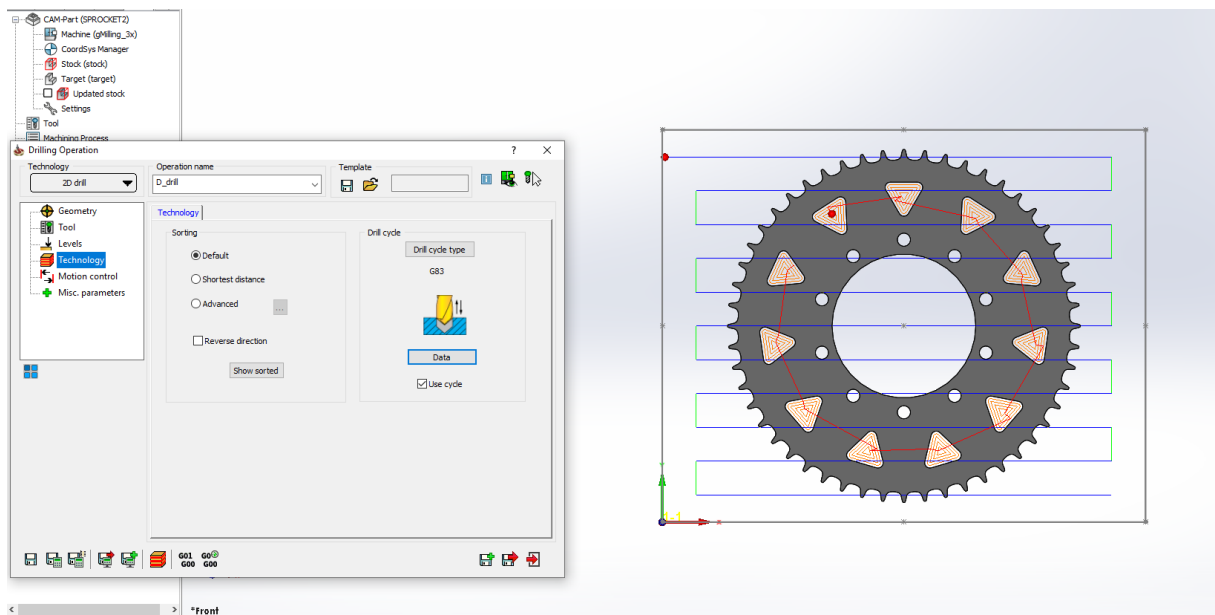 CAM-Part (SPROCKET2)
Machine (gMilling_3x)
CoordSys Manager
Stock (stock)
Target (target)
Updated stock
Settings
Tool
Machining Process
Drilling Operation
? X
Technology
2D drill
Operation name
D_drill
Template
Geometry
Tool
Levels
Technology
Motion control
Misc. parameters
Technology
Sorting
Default
Shortest distance
Advanced
...
Reverse direction
Show sorted
Drill cycle
Drill cycle type
G83
Data
Use cycle
G01 G00
G00 G00
1-1
*Front